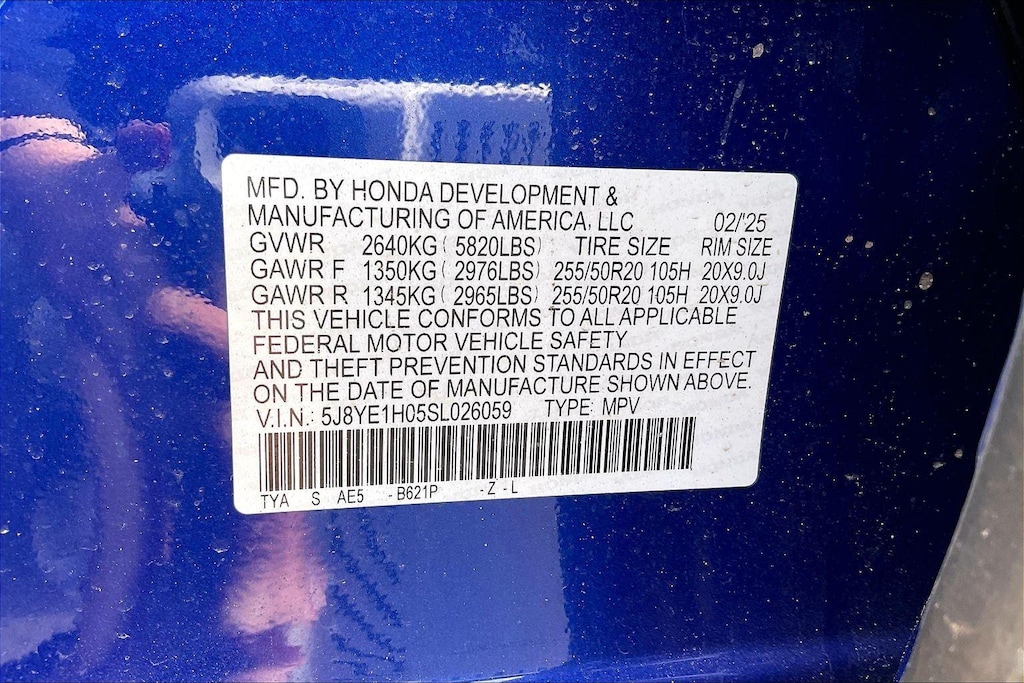 MFD. BY HONDA DEVELOPMENT &
MANUFACTURING OF AMERICA, LLC 02/'25
GVWR 2640KG ( 5820LBS) TIRE SIZE RIM SIZE
GAWR F 1350KG ( 2976LBS) 255/50R20 105H 20X9.0J
GAWR R 1345KG ( 2965LBS) 255/50R20 105H 20X9.0J
THIS VEHICLE CONFORMS TO ALL APPLICABLE
FEDERAL MOTOR VEHICLE SAFETY
AND THEFT PREVENTION STANDARDS IN EFFECT
ON THE DATE OF MANUFACTURE SHOWN ABOVE.
V.I.N.: 5J8YE1H05SL026059 TYPE: MPV
TYA S AE5 -B621P -Z -L